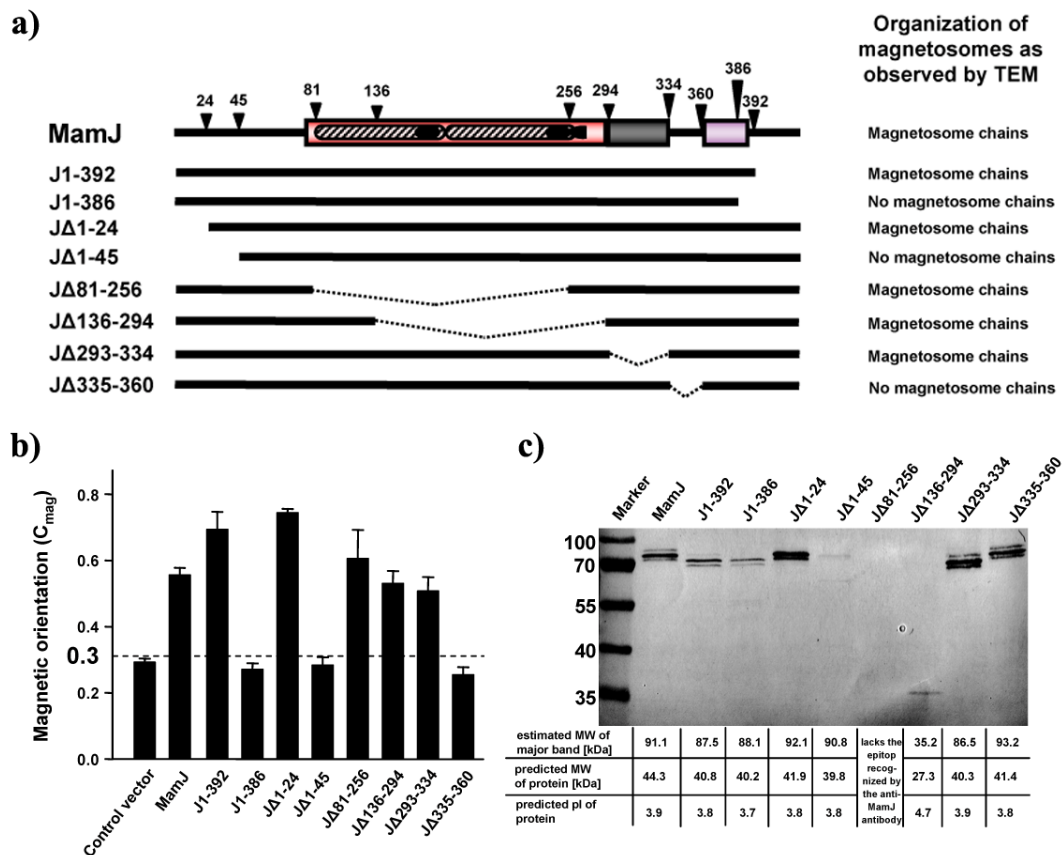 a)
Organization of
magnetosomes as
observed by TEM
24 45 81 136 256 294 334 360 386 392
MamJ Magnetosome chains
J1-392 Magnetosome chains
J1-386 No magnetosome chains
JΔ1-24 Magnetosome chains
JΔ1-45 No magnetosome chains
JΔ81-256 Magnetosome chains
JΔ136-294 Magnetosome chains
JΔ293-334 Magnetosome chains
JΔ335-360 No magnetosome chains
b)
Magnetic orientation (Cmag)
0.8
0.6
0.4
0.3
0.2
0.0
Control vector
MamJ
J1-392
J1-386
JΔ1-24
JΔ1-45
JΔ81-256
JΔ136-294
JΔ293-334
JΔ335-360
c)
Marker
MamJ
J1-392
J1-386
JΔ1-24
JΔ1-45
JΔ81-256
JΔ136-294
JΔ293-334
JΔ335-360
100
70
55
40
35
estimated MW of
major band [kDa]
91.1 87.5 88.1 92.1 90.8 35.2 86.5 93.2
predicted MW
of protein [kDa]
44.3 40.8 40.2 41.9 39.8 27.3 40.3 41.4
predicted pI of
protein
3.9 3.8 3.7 3.8 3.8 4.7 3.9 3.8
lacks the
epitop
recog-
nized by
the anti-
MamJ
antibody